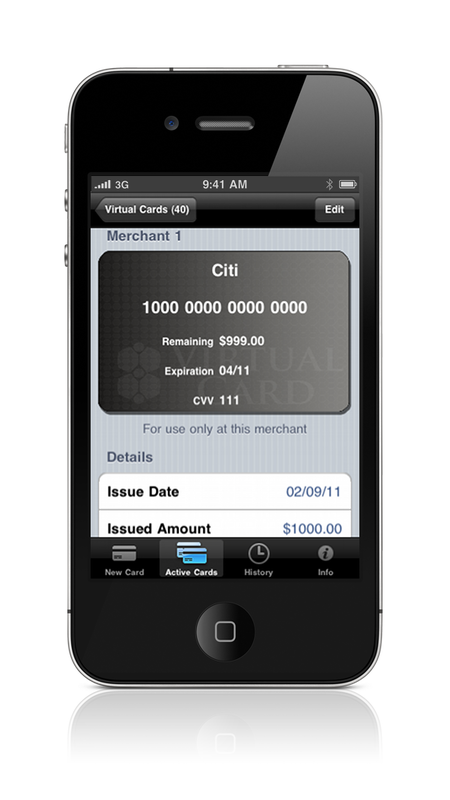 3G 9:41 AM
Virtual Cards (40) Edit
Merchant 1
Citi
1000 0000 0000 0000
Remaining $999.00
VIRTUAL
Expiration 04/11
CARD
CVV 111
For use only at this merchant
Details
Issue Date 02/09/11
Issued Amount $1000.00
New Card Active Cards History Info